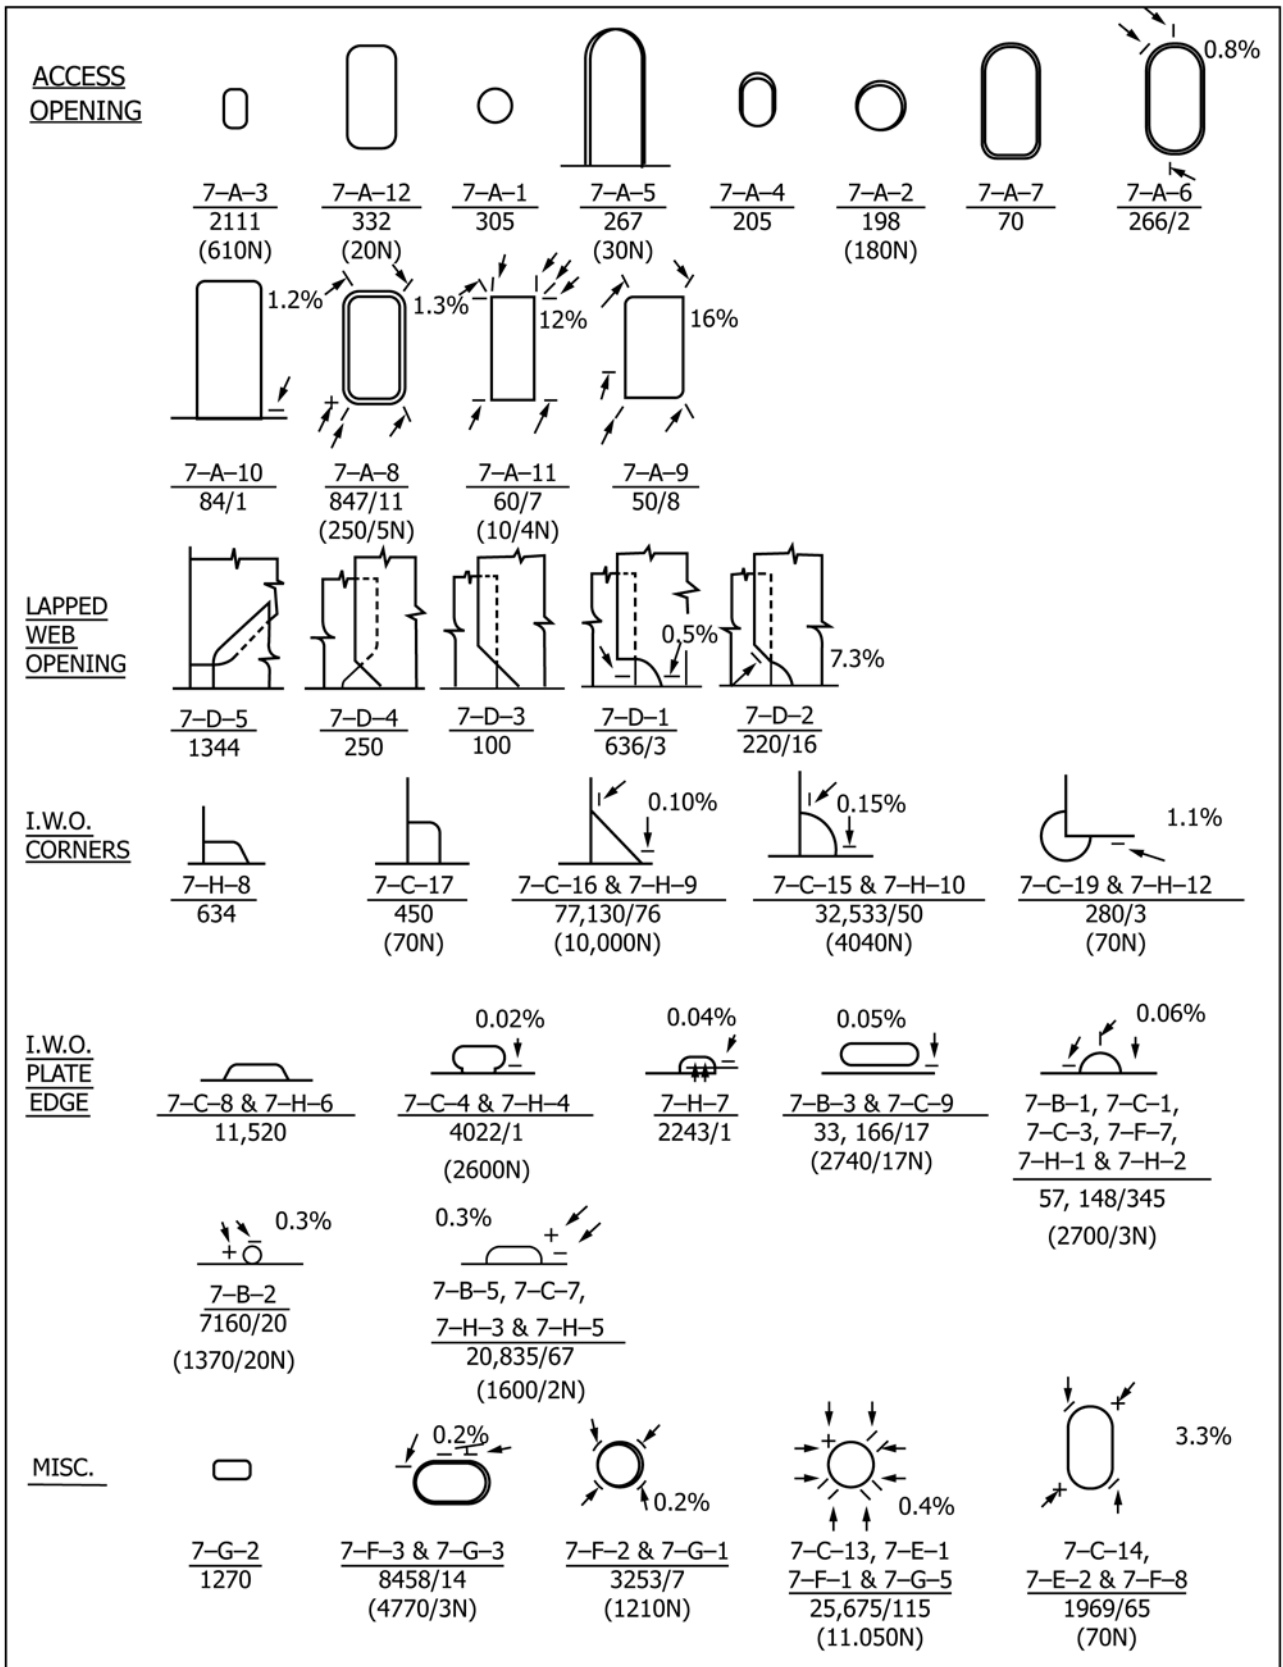 ACCESS
OPENING
0.8%
7–A–3 7–A–12 7–A–1 7–A–5 7–A–4 7–A–2 7–A–7 7–A–6
2111 332 305 267 205 198 70 266/2
(610N) (20N) (30N) (180N)
1.2% 1.3% 12% 16%
7–A–10 7–A–8 7–A–11 7–A–9
84/1 847/11 60/7 50/8
(250/5N) (10/4N)
LAPPED
WEB
OPENING
0.5% 7.3%
7–D–5 7–D–4 7–D–3 7–D–1 7–D–2
1344 250 100 636/3 220/16
I.W.O.
CORNERS
0.10% 0.15% 1.1%
7–H–8 7–C–17 7–C–16 & 7–H–9 7–C–15 & 7–H–10 7–C–19 & 7–H–12
634 450 77,130/76 32,533/50 280/3
(70N) (10,000N) (4040N) (70N)
I.W.O.
PLATE
EDGE
0.02% 0.04% 0.05% 0.06%
7–C–8 & 7–H–6 7–C–4 & 7–H–4 7–H–7 7–B–3 & 7–C–9 7–B–1, 7–C–1,
11,520 4022/1 2243/1 33, 166/17 7–C–3, 7–F–7,
(2600N) (2740/17N) 7–H–1 & 7–H–2
57, 148/345
(2700/3N)
0.3% 0.3%
7–B–2 7–B–5, 7–C–7,
7160/20 7–H–3 & 7–H–5
(1370/20N) 20,835/67
(1600/2N)
MISC.
0.2% 0.2% 0.4% 3.3%
7–G–2 7–F–3 & 7–G–3 7–F–2 & 7–G–1 7–C–13, 7–E–1 7–C–14,
1270 8458/14 3253/7 7–F–1 & 7–G–5 7–E–2 & 7–F–8
(4770/3N) (1210N) 25,675/115 1969/65
(11.050N) (70N)